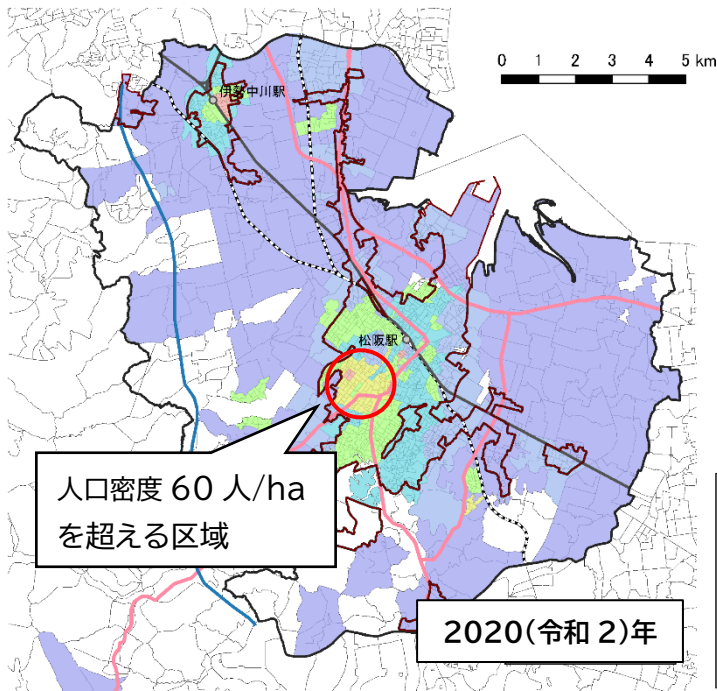 0 1 2 3 4 5 km
伊勢中川駅
松阪駅
人口密度 60 人/ha
を超える区域
2020(令和 2)年